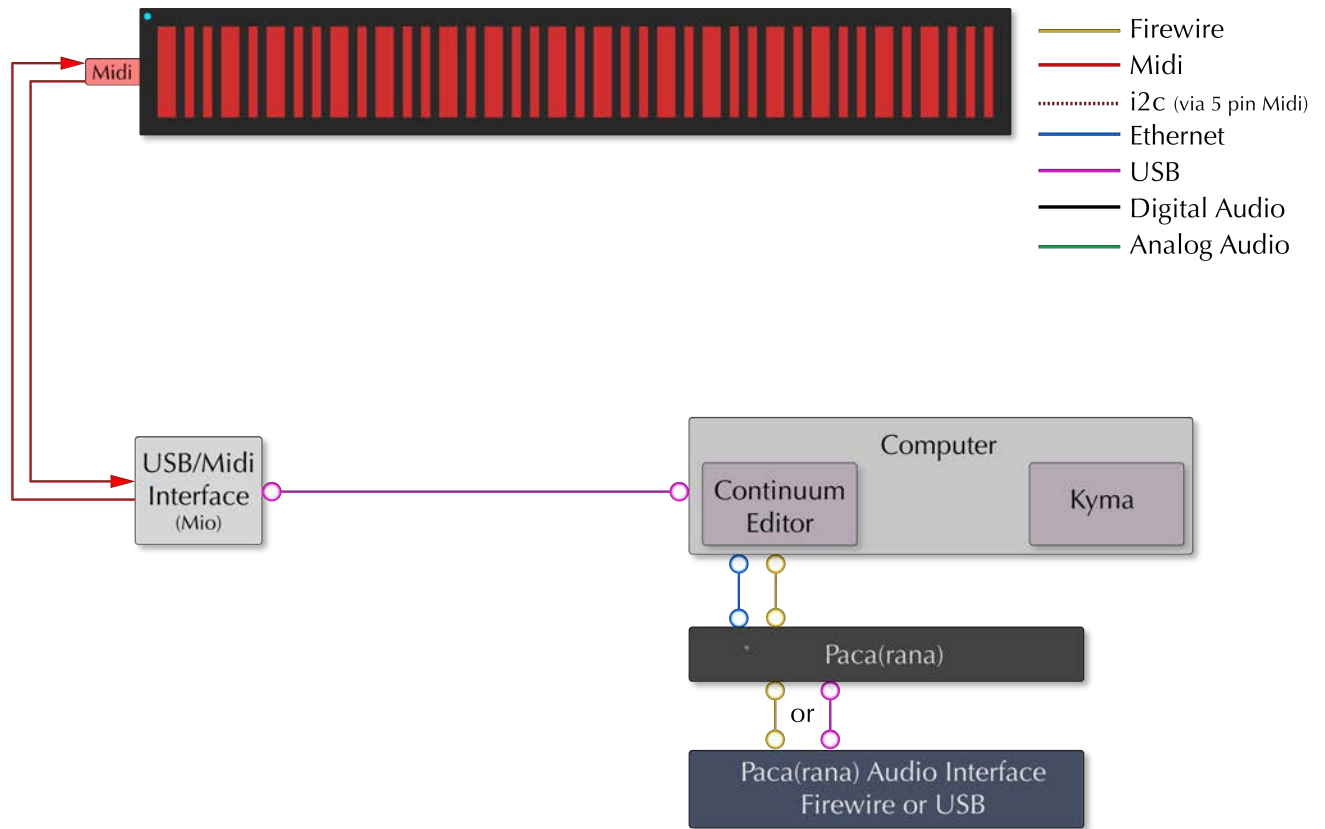 Midi
Firewire
Midi
i2c (via 5 pin Midi)
Ethernet
USB
Digital Audio
Analog Audio
USB/Midi
Interface
(Mio)
Computer
Continuum
Editor
Kyma
Paca(rana)
or
Paca(rana) Audio Interface
Firewire or USB